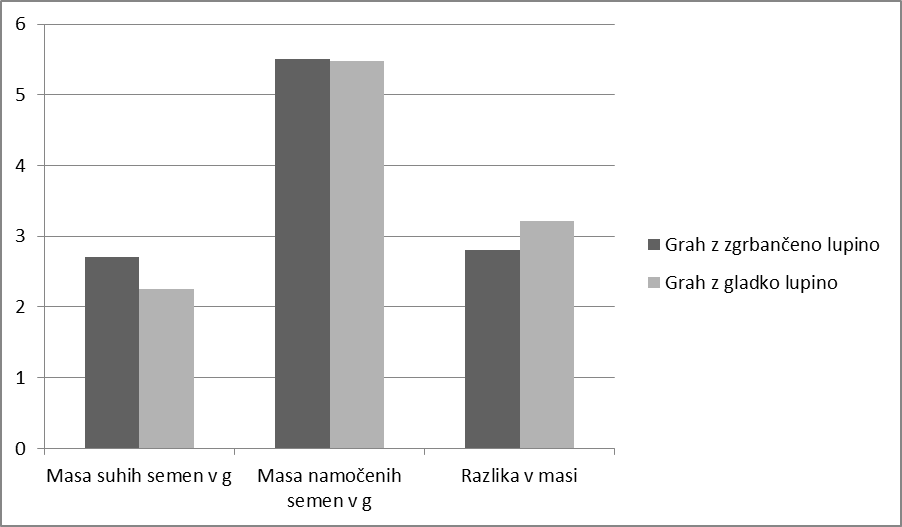 6
5
4
3
2
1
0
Masa suhih semen v g
Masa namočenih
semen v g
Razlika v masi
Grah z zgrbančeno lupino
Grah z gladko lupino